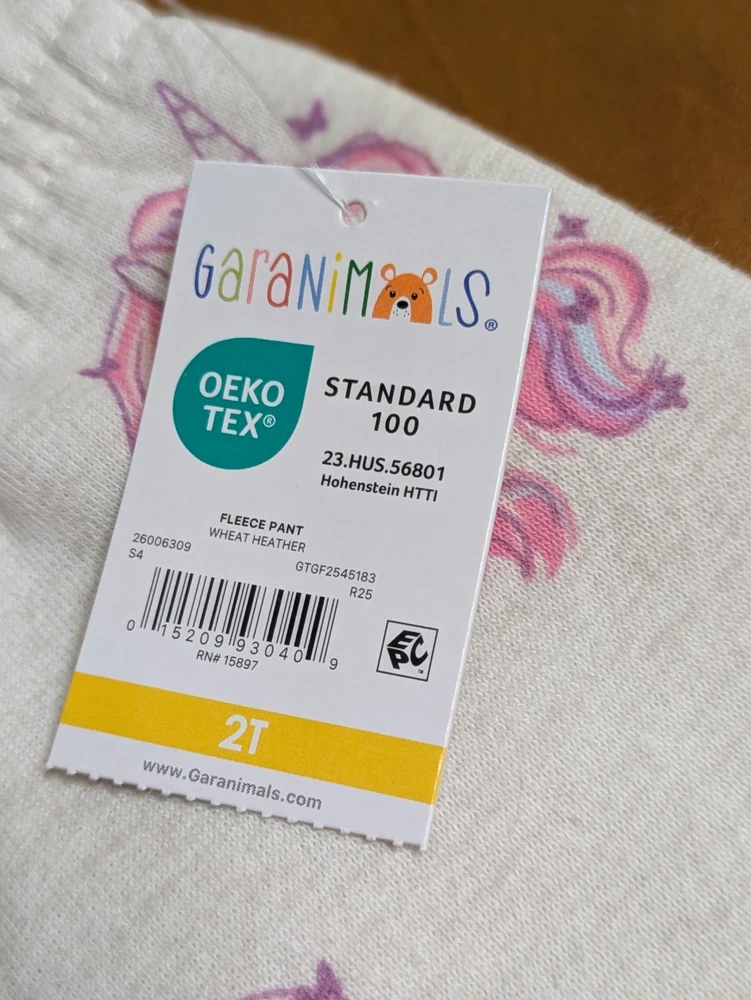 GARANIMALS®
OEKO
TEX®
STANDARD
100
23.HUS.56801
Hohenstein HTTI
FLEECE PANT
WHEAT HEATHER
26006309
S4
GTGF2545183
R25
0 15209 93040 9
RN# 15897
EPC™
2T
www.Garanimals.com